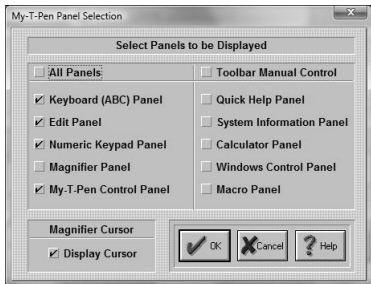 My-T-Pen Panel Selection
Select Panels to be Displayed
All Panels
Toolbar Manual Control
Keyboard (ABC) Panel
Quick Help Panel
Edit Panel
System Information Panel
Numeric Keypad Panel
Calculator Panel
Magnifier Panel
Windows Control Panel
My-T-Pen Control Panel
Macro Panel
Magnifier Cursor
Display Cursor
OK
Cancel
Help